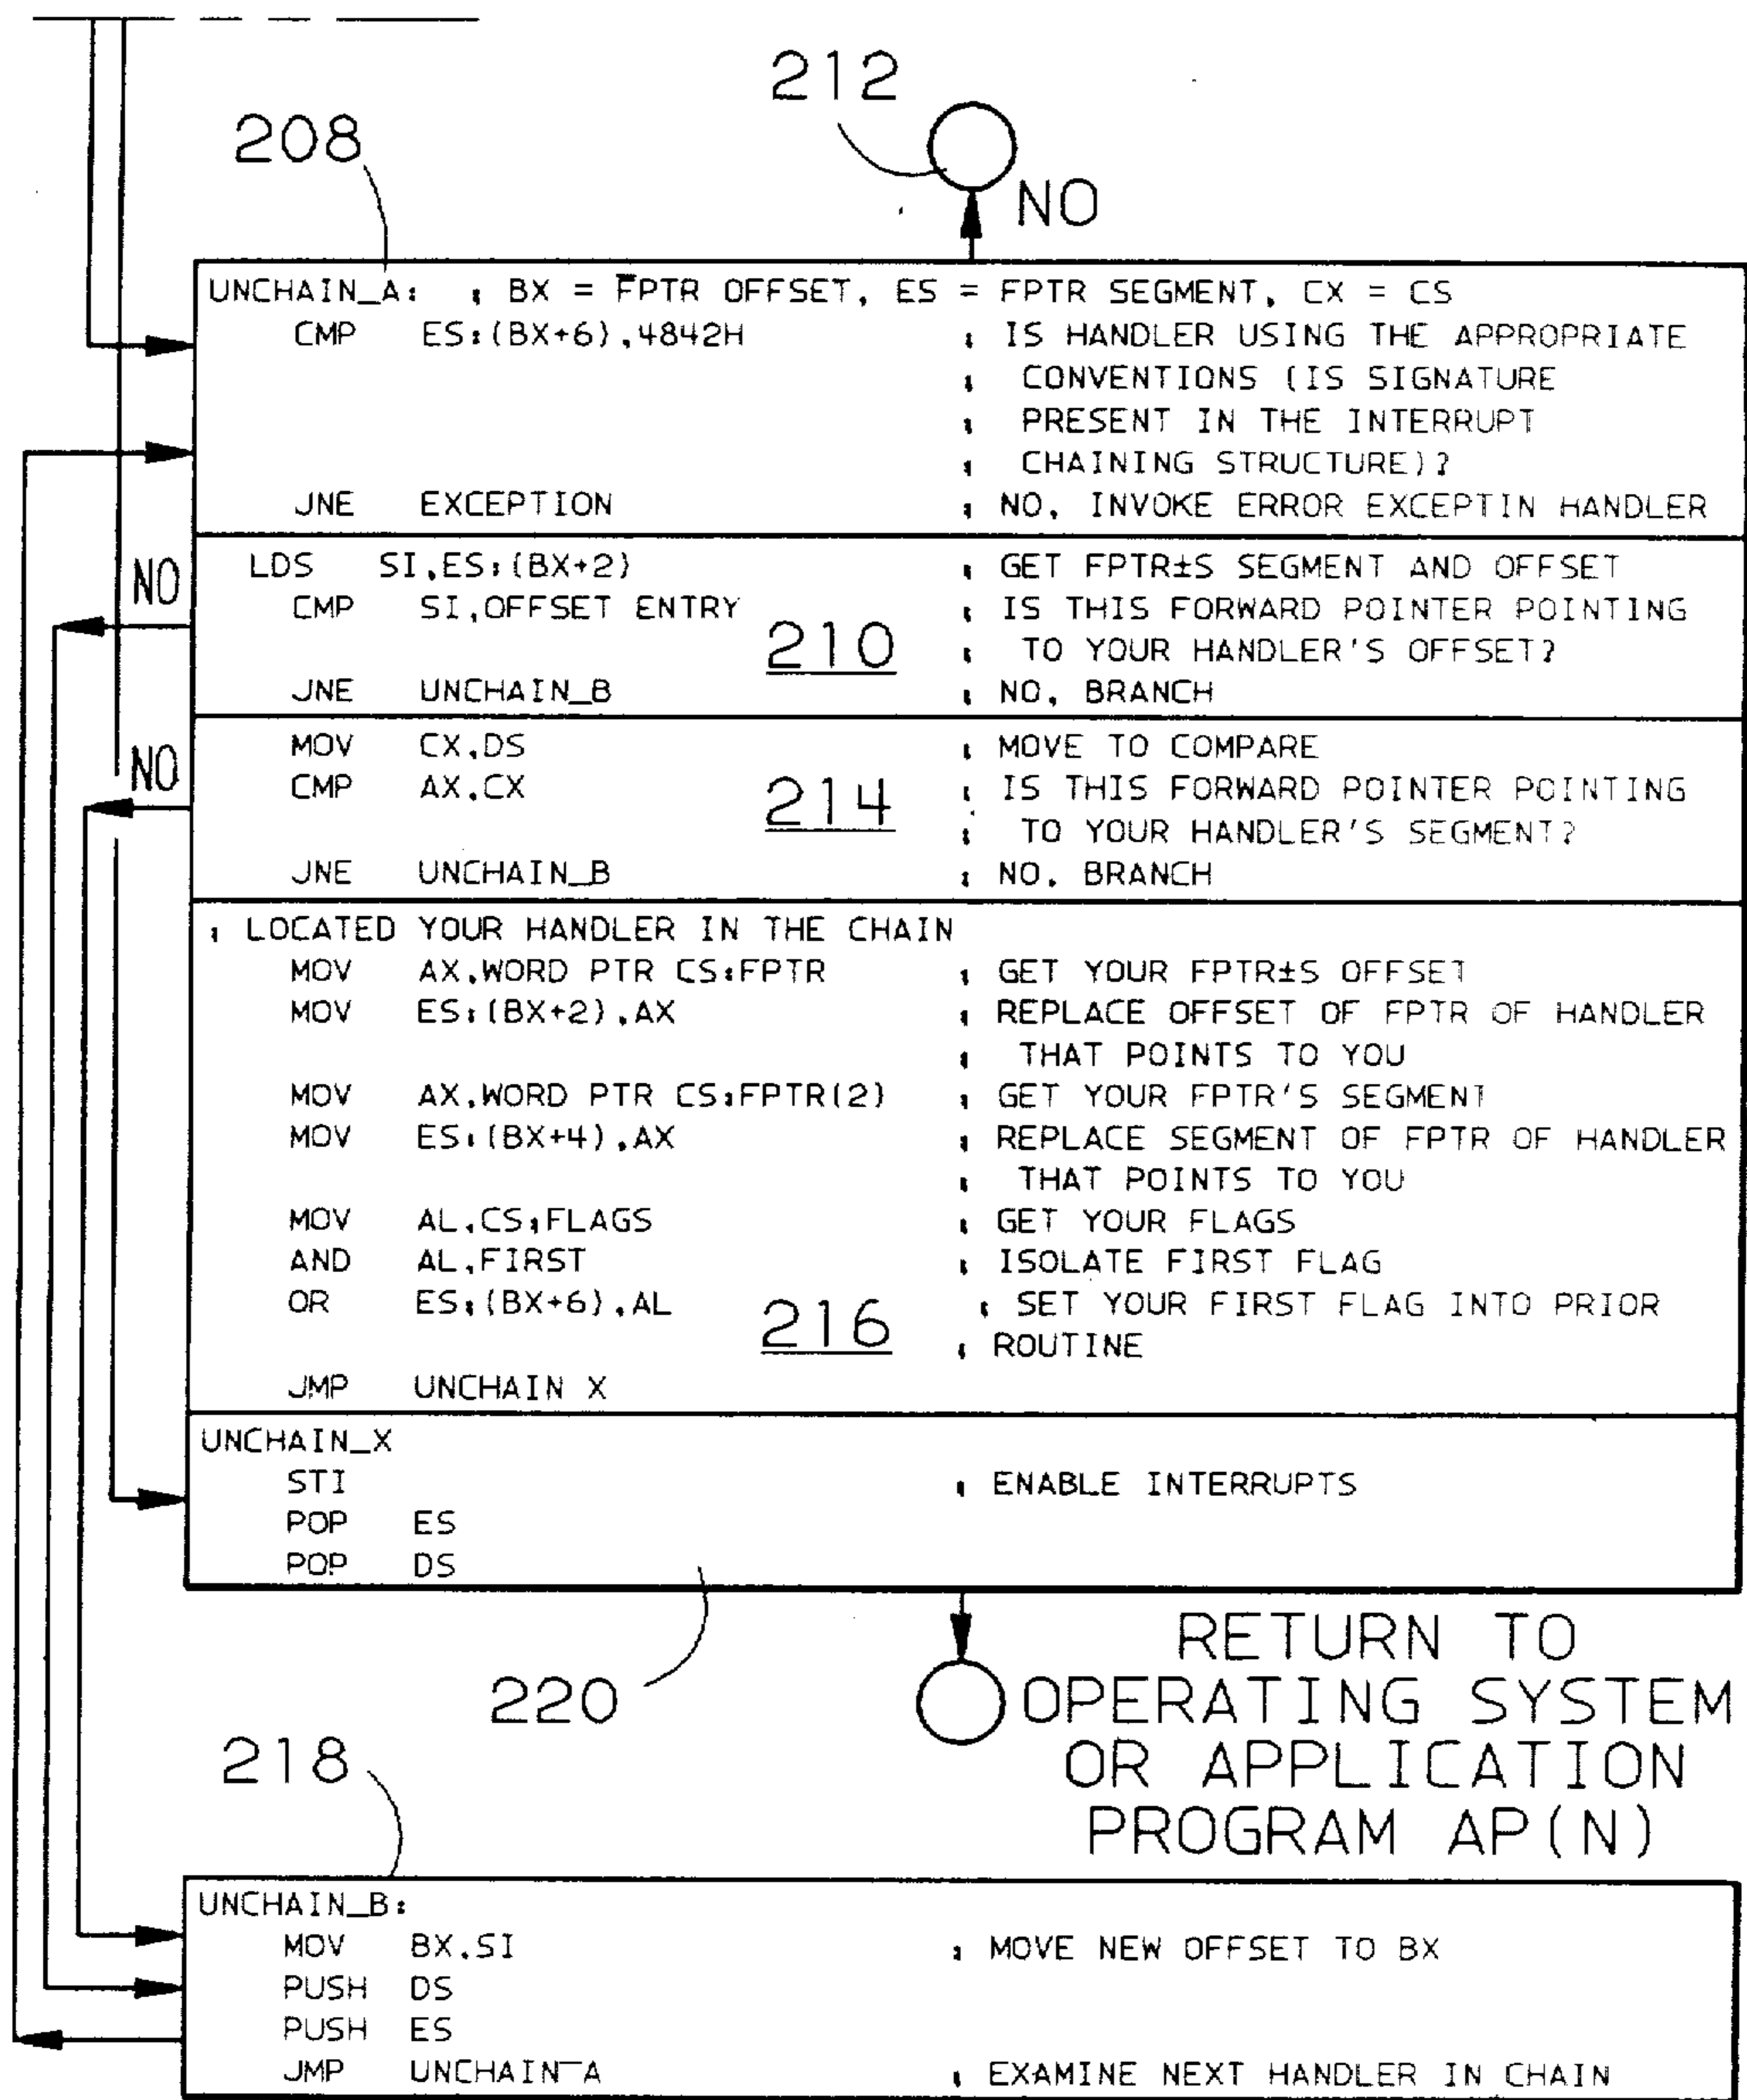 212
208
NO
UNCHAIN_A: ; BX = FPTR OFFSET, ES = FPTR SEGMENT, CX = CS
CMP ES:(BX+6),4842H ; IS HANDLER USING THE APPROPRIATE
; CONVENTIONS (IS SIGNATURE
; PRESENT IN THE INTERRUPT
; CHAINING STRUCTURE)?
JNE EXCEPTION ; NO, INVOKE ERROR EXCEPTIN HANDLER
NO
LDS SI,ES:(BX+2) ; GET FPTR±S SEGMENT AND OFFSET
CMP SI,OFFSET ENTRY ; IS THIS FORWARD POINTER POINTING
210 ; TO YOUR HANDLER'S OFFSET?
JNE UNCHAIN_B ; NO, BRANCH
NO
MOV CX,DS ; MOVE TO COMPARE
CMP AX,CX 214 ; IS THIS FORWARD POINTER POINTING
; TO YOUR HANDLER'S SEGMENT?
JNE UNCHAIN_B ; NO, BRANCH
; LOCATED YOUR HANDLER IN THE CHAIN
MOV AX,WORD PTR CS:FPTR ; GET YOUR FPTR±S OFFSET
MOV ES:(BX+2),AX ; REPLACE OFFSET OF FPTR OF HANDLER
; THAT POINTS TO YOU
MOV AX,WORD PTR CS:FPTR(2) ; GET YOUR FPTR'S SEGMENT
MOV ES:(BX+4),AX ; REPLACE SEGMENT OF FPTR OF HANDLER
; THAT POINTS TO YOU
MOV AL,CS;FLAGS ; GET YOUR FLAGS
AND AL,FIRST ; ISOLATE FIRST FLAG
OR ES;(BX+6),AL ; SET YOUR FIRST FLAG INTO PRIOR
216 ; ROUTINE
JMP UNCHAIN X
UNCHAIN_X
STI ; ENABLE INTERRUPTS
POP ES
POP DS
220
RETURN TO
OPERATING SYSTEM
OR APPLICATION
PROGRAM AP(N)
218
UNCHAIN_B:
MOV BX.SI ; MOVE NEW OFFSET TO BX
PUSH DS
PUSH ES
JMP UNCHAIN¯A ; EXAMINE NEXT HANDLER IN CHAIN